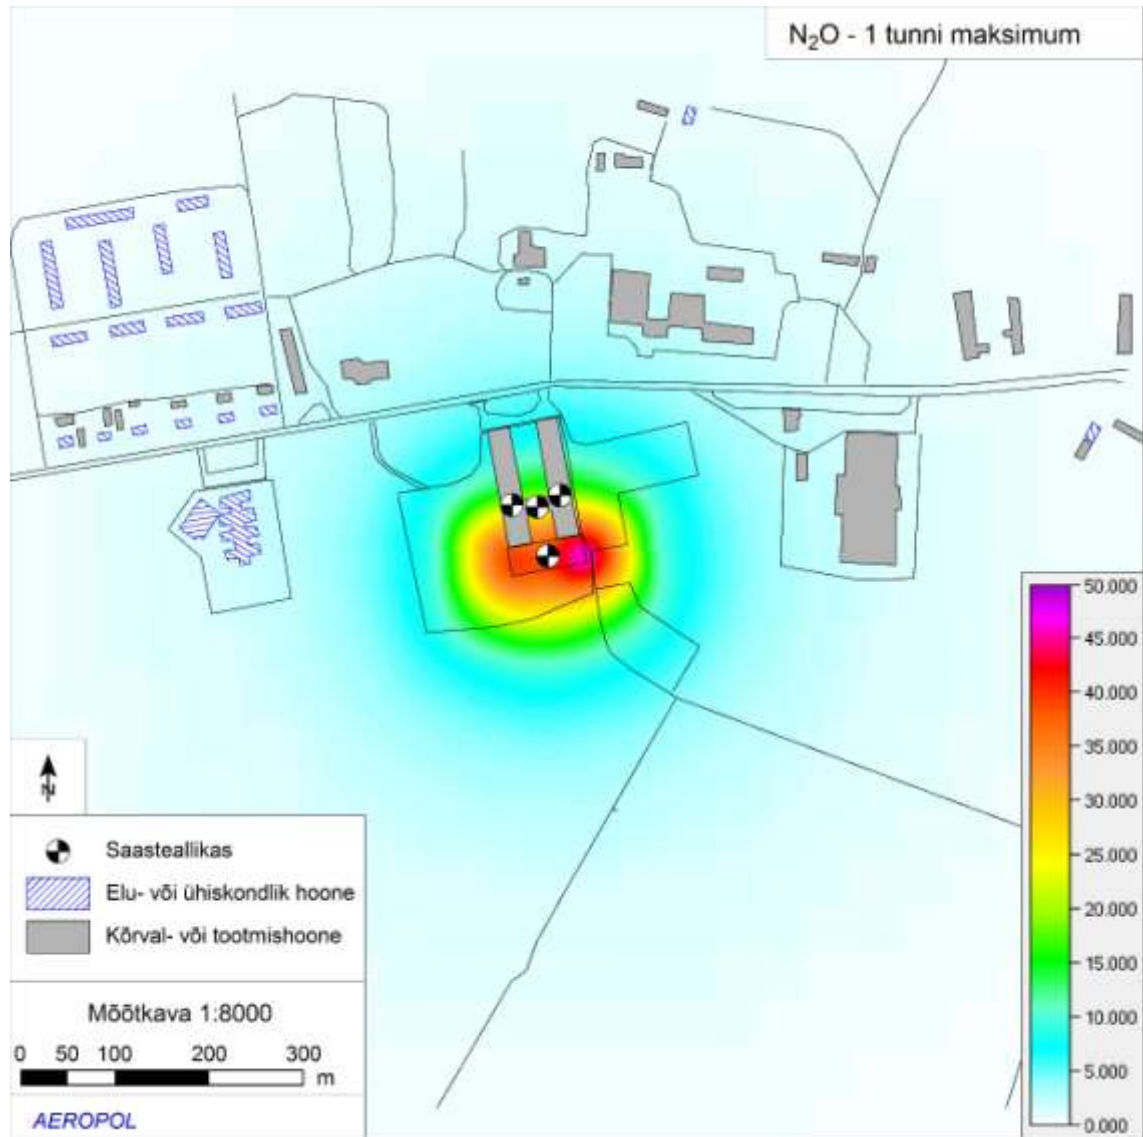 N₂O - 1 tunni maksimum
N
Saasteallikas
Elu- või ühiskondlik hoone
Kõrval- või tootmishoone
Mõõtkava 1:8000
0 50 100 200 300
m
AEROPOL
50.000
45.000
40.000
35.000
30.000
25.000
20.000
15.000
10.000
5.000
0.000